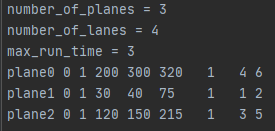 number_of_planes = 3
number_of_lanes = 4
max_run_time = 3
plane0 0 1 200 300 320   1   4 6
plane1 0 1 30  40  75    1   1 2
plane2 0 1 120 150 215   1   3 5